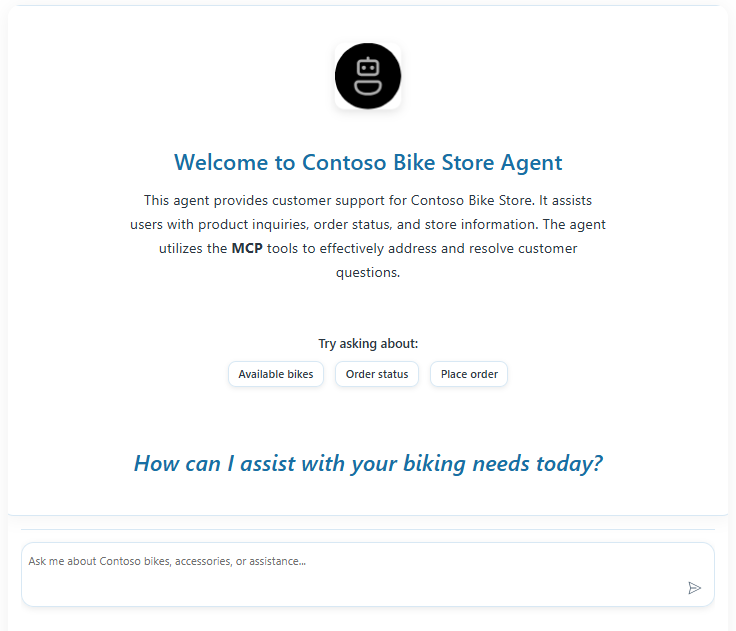 Welcome to Contoso Bike Store Agent
This agent provides customer support for Contoso Bike Store. It assists
users with product inquiries, order status, and store information. The agent
utilizes the MCP tools to effectively address and resolve customer
questions.
Try asking about:
Available bikes Order status Place order
How can I assist with your biking needs today?
Ask me about Contoso bikes, accessories, or assistance...